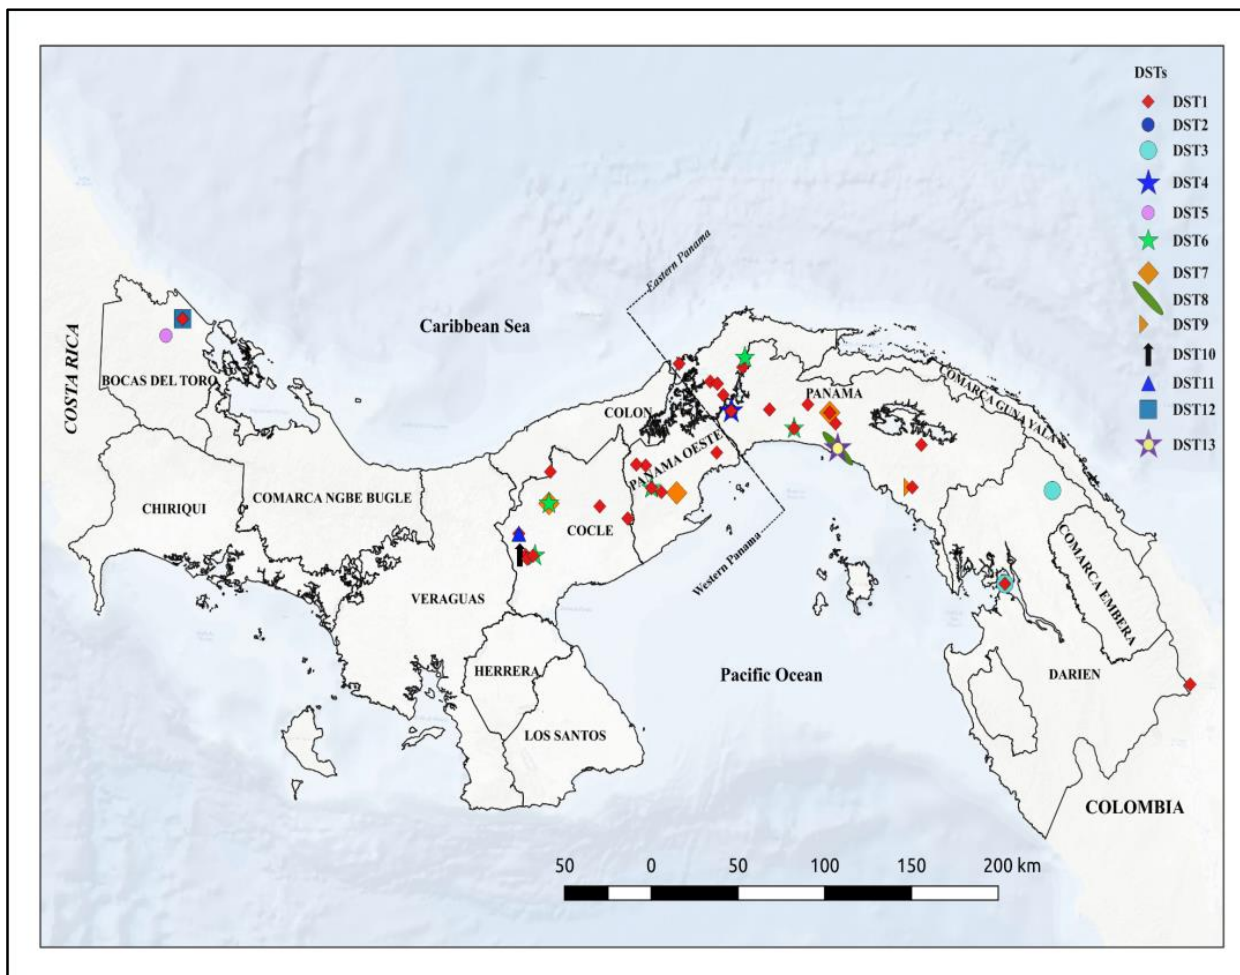 DSTs
DST1
DST2
DST3
DST4
DST5
DST6
DST7
DST8
DST9
DST10
DST11
DST12
DST13
Eastern Panama
Caribbean Sea
COSTA RICA
BOCAS DEL TORO
PANAMA
COMARCA GUNA YALA
COLON
PANAMA OESTE
COMARCA NGBE BUGLE
CHIRIQUI
COCLE
Western Panama
COMARCA EMBERA
VERAGUAS
HERRERA
Pacific Ocean
DARIEN
LOS SANTOS
COLOMBIA
50 0 50 100 150 200 km